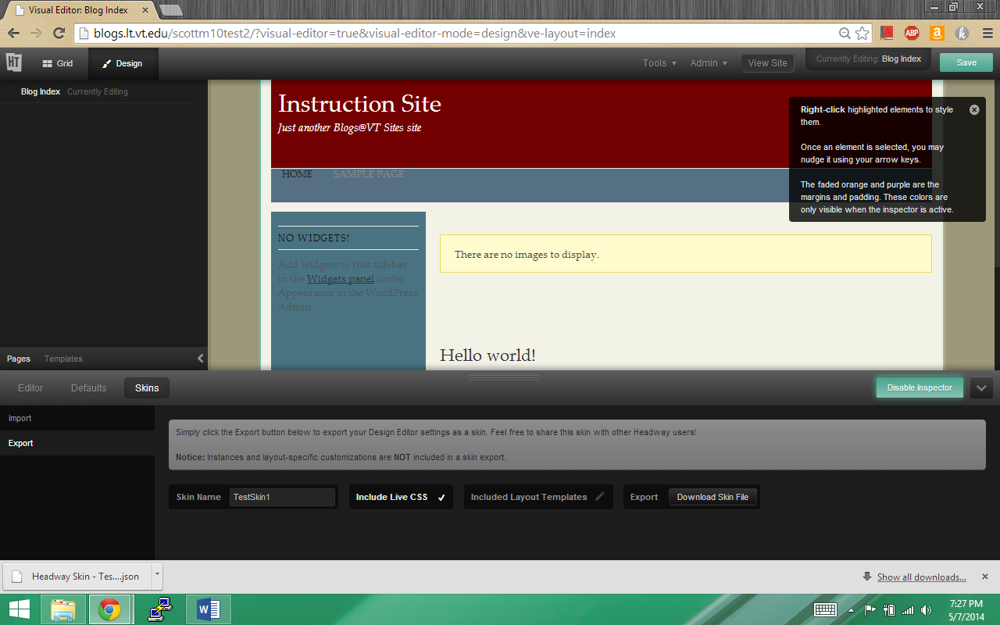 Visual Editor: Blog Index
blogs.lt.vt.edu/scottm10test2/?visual-editor=true&visual-editor-mode=design&ve-layout=index
ABP
a
h
HT
Grid
Design
Tools
Admin
View Site
Currently Editing: Blog Index
Save
Blog Index Currently Editing
Instruction Site
Just another Blogs@VT Sites site
HOME
SAMPLE PAGE
Right-click highlighted elements to style
them.
Once an element is selected, you may
nudge it using your arrow keys.
The faded orange and purple are the
margins and padding. These colors are
only visible when the inspector is active.
NO WIDGETS!
Add widgets to this sidebar
in the Widgets panel under
Appearance in the WordPress
Admin.
There are no images to display.
Hello world!
Pages
Templates
Editor
Defaults
Skins
Disable Inspector
Import
Export
Simply click the Export button below to export your Design Editor settings as a skin. Feel free to share this skin with other Headway users!
Notice: Instances and layout-specific customizations are NOT included in a skin export.
Skin Name
TestSkin1
Include Live CSS
Included Layout Templates
Export
Download Skin File
Headway Skin - Tes....json
Show all downloads...
W
7:27 PM
5/7/2014